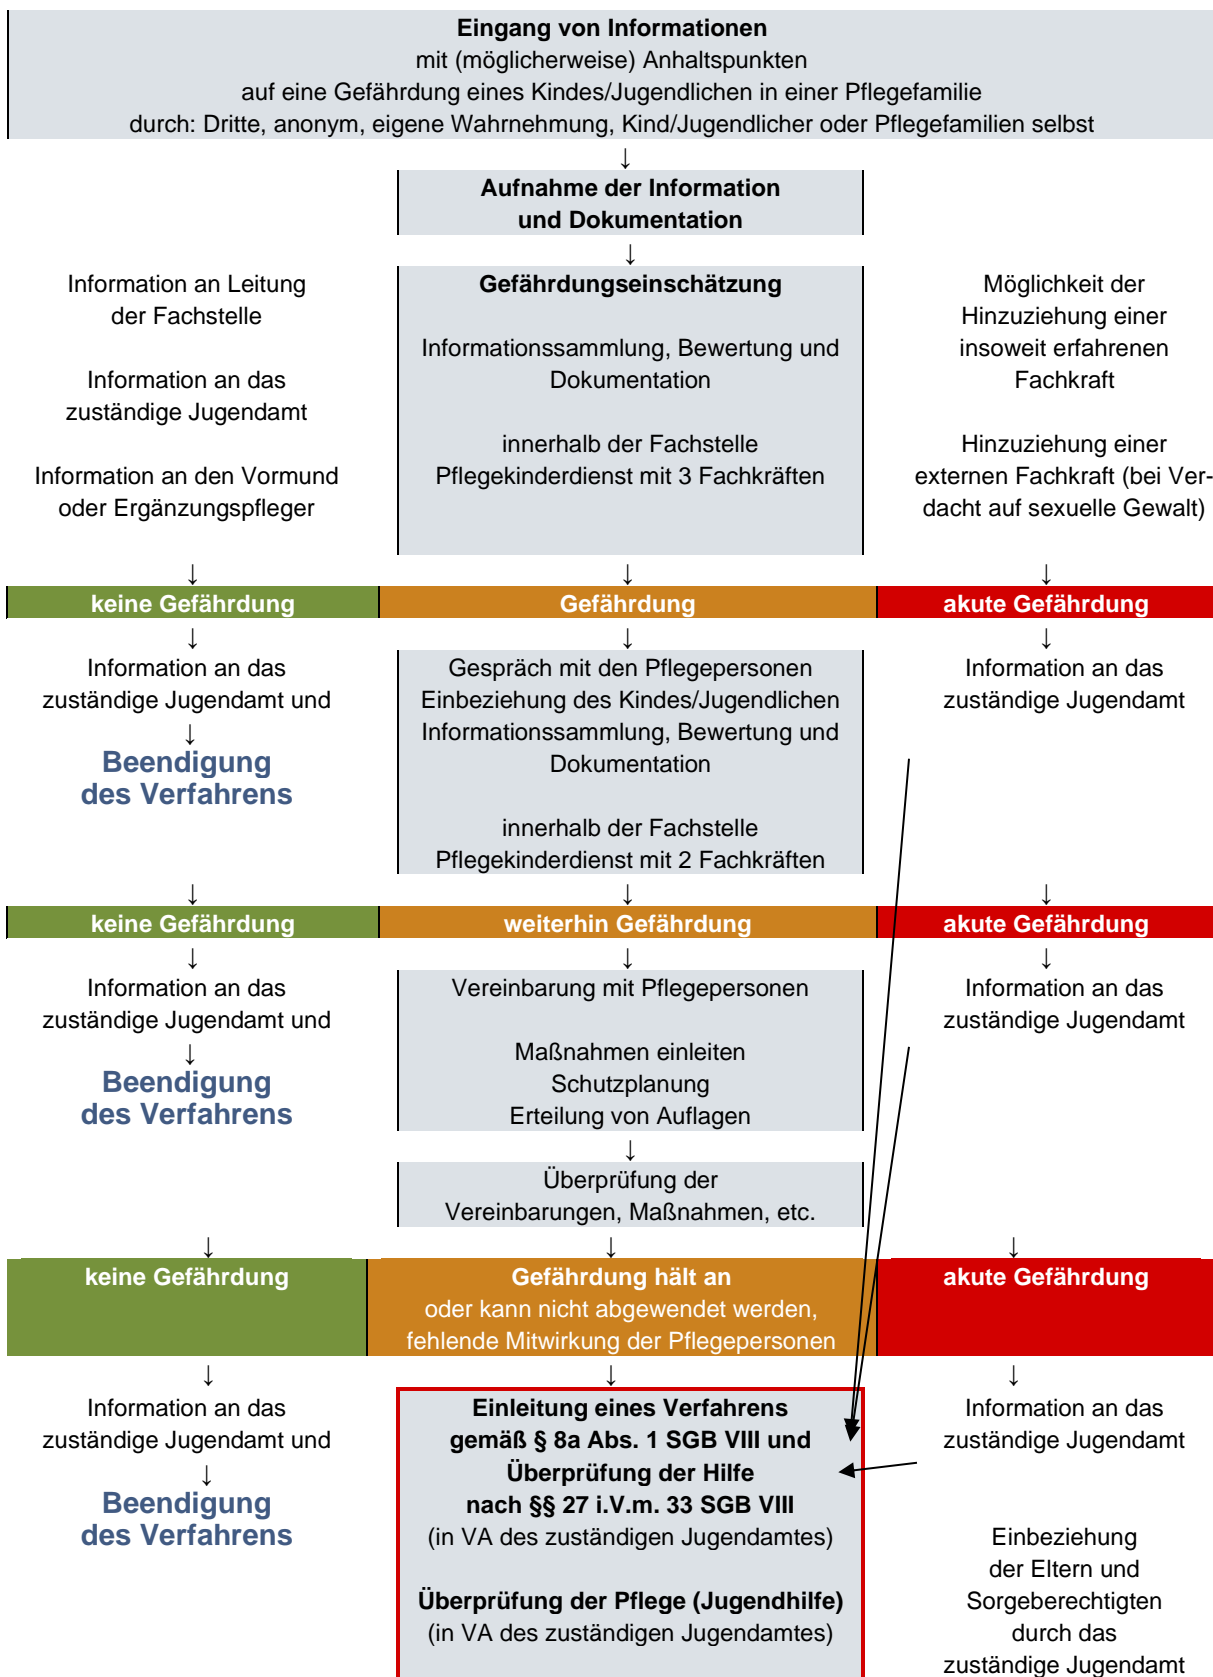 Eingang von Informationen
mit (möglicherweise) Anhaltspunkten
auf eine Gefährdung eines Kindes/Jugendlichen in einer Pflegefamilie
durch: Dritte, anonym, eigene Wahrnehmung, Kind/Jugendlicher oder Pflegefamilien selbst
↓
Aufnahme der Information
und Dokumentation
↓
Information an Leitung
der Fachstelle
Information an das
zuständige Jugendamt
Information an den Vormund
oder Ergänzungspfleger
Gefährdungseinschätzung
Informationssammlung, Bewertung und
Dokumentation
innerhalb der Fachstelle
Pflegekinderdienst mit 3 Fachkräften
Möglichkeit der
Hinzuziehung einer
insoweit erfahrenen
Fachkraft
Hinzuziehung einer
externen Fachkraft (bei Ver-
dacht auf sexuelle Gewalt)
↓ ↓ ↓
keine Gefährdung Gefährdung akute Gefährdung
↓ ↓ ↓
Information an das
zuständige Jugendamt und
↓
Beendigung
des Verfahrens
Gespräch mit den Pflegepersonen
Einbeziehung des Kindes/Jugendlichen
Informationssammlung, Bewertung und
Dokumentation
innerhalb der Fachstelle
Pflegekinderdienst mit 2 Fachkräften
Information an das
zuständige Jugendamt
↓ ↓ ↓
keine Gefährdung weiterhin Gefährdung akute Gefährdung
↓ ↓ ↓
Information an das
zuständige Jugendamt und
↓
Beendigung
des Verfahrens
Vereinbarung mit Pflegepersonen
Maßnahmen einleiten
Schutzplanung
Erteilung von Auflagen
↓
Überprüfung der
Vereinbarungen, Maßnahmen, etc.
Information an das
zuständige Jugendamt
↓ ↓ ↓
keine Gefährdung Gefährdung hält an akute Gefährdung
oder kann nicht abgewendet werden,
fehlende Mitwirkung der Pflegepersonen
↓ ↓ ↓
Information an das
zuständige Jugendamt und
↓
Beendigung
des Verfahrens
Einleitung eines Verfahrens
gemäß § 8a Abs. 1 SGB VIII und
Überprüfung der Hilfe
nach §§ 27 i.V.m. 33 SGB VIII
(in VA des zuständigen Jugendamtes)
Überprüfung der Pflege (Jugendhilfe)
(in VA des zuständigen Jugendamtes)
Information an das
zuständige Jugendamt
Einbeziehung
der Eltern und
Sorgeberechtigten
durch das
zuständige Jugendamt